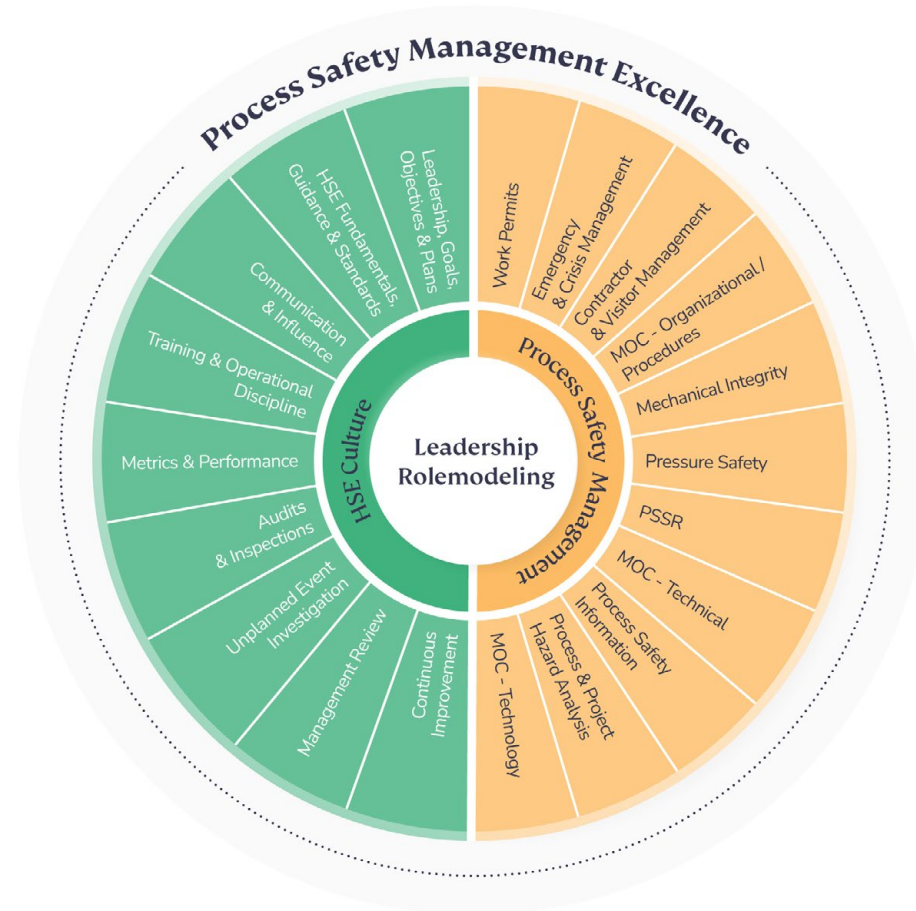 Process Safety Management Excellence
Leadership, Goals,
Objectives & Plans
HSE Fundamentals,
Guidance & Standards
Communication
& Influence
Training & Operational
Discipline
Metrics & Performance
Audits
& Inspections
Unplanned Event
Investigation
Management Review
Continuous
Improvement
HSE Culture
Leadership
Rolemodeling
Process Safety Management
Work Permits
Emergency
& Crisis Management
Contractor
& Visitor Management
MOC - Organizational /
Procedures
Mechanical Integrity
Pressure Safety
PSSR
MOC - Technical
Process Safety
Information
Process & Project
Hazard Analysis
MOC - Technology